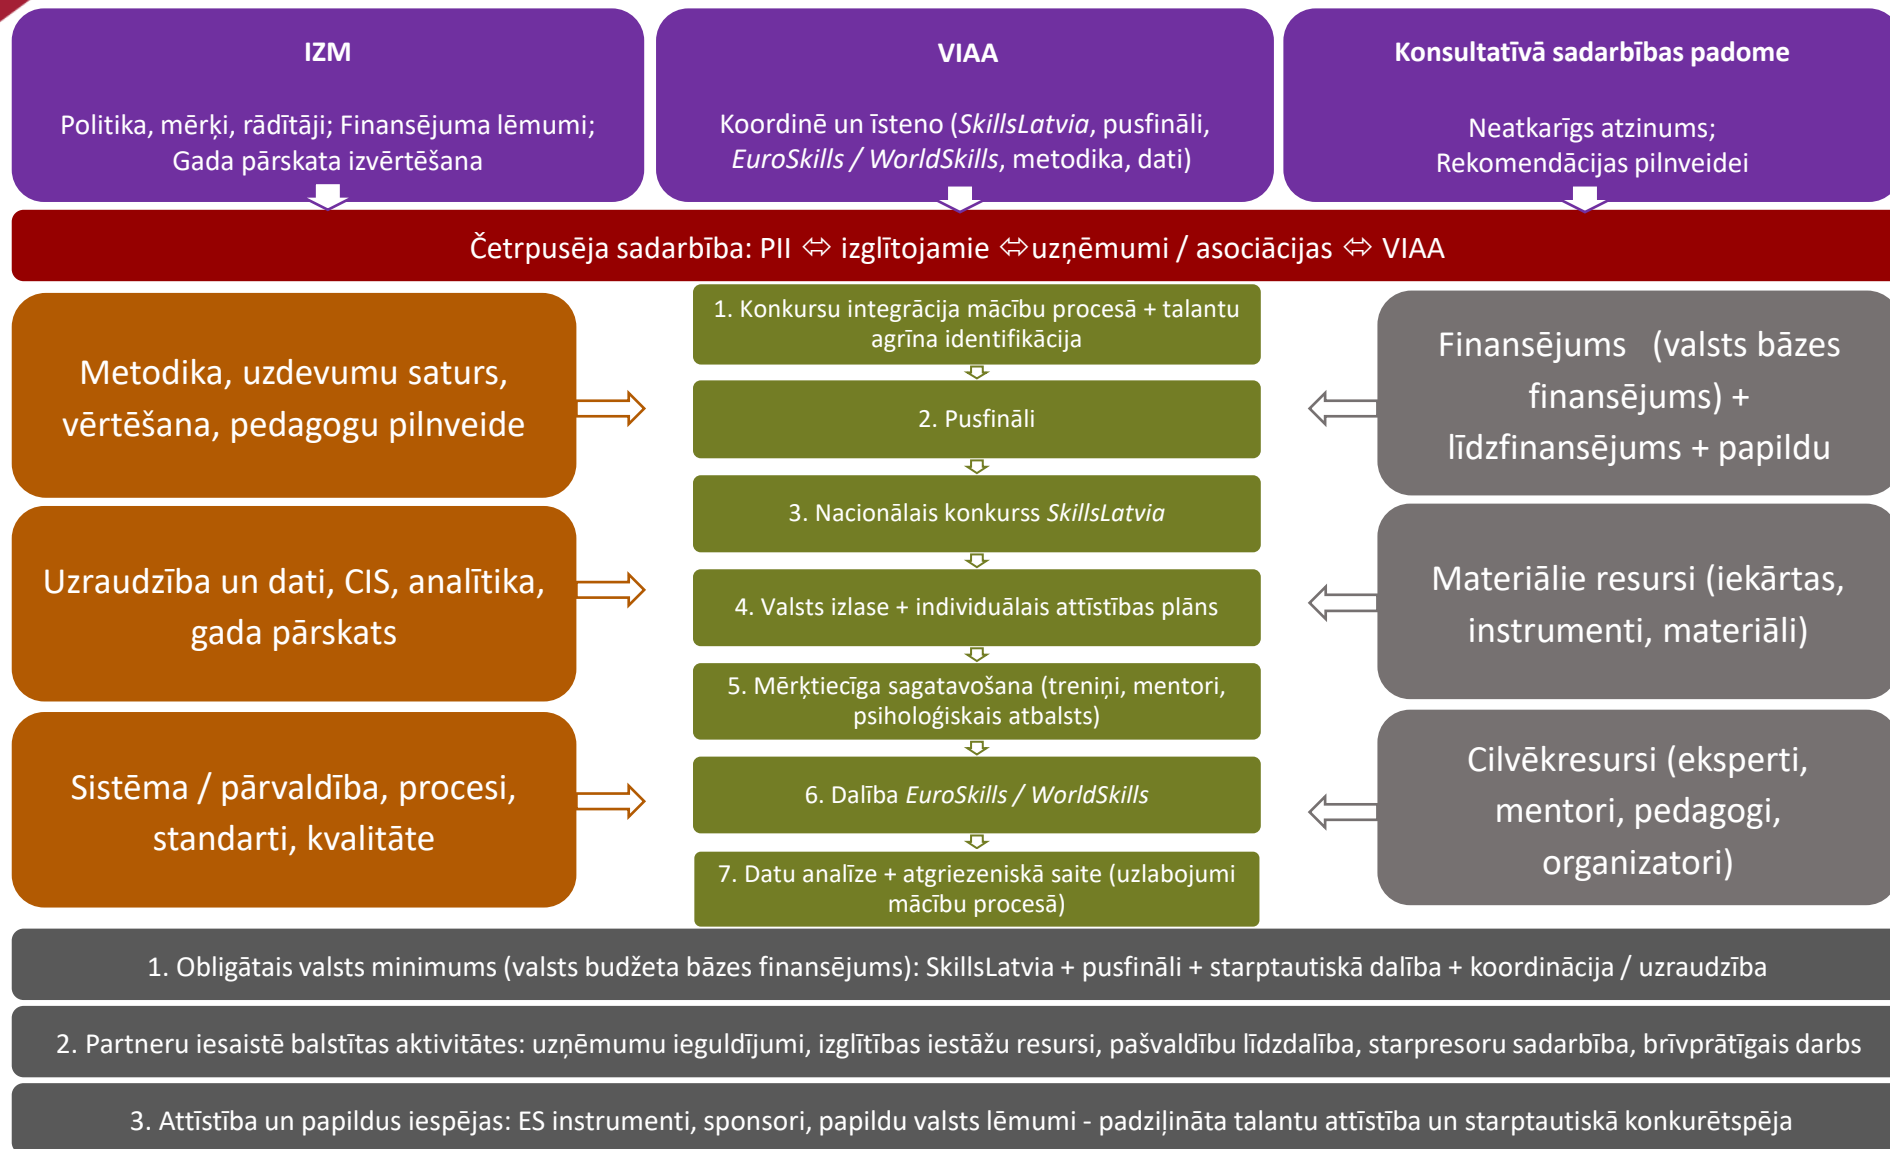 IZM
Politika, mērķi, rādītāji; Finansējuma lēmumi;
Gada pārskata izvērtēšana
VIAA
Koordinē un īsteno (SkillsLatvia, pusfināli,
EuroSkills / WorldSkills, metodika, dati)
Konsultatīvā sadarbības padome
Neatkarīgs atzinums;
Rekomendācijas pilnveidei
Četrpusēja sadarbība: PII ⇔ izglītojamie ⇔uzņēmumi / asociācijas ⇔ VIAA
Metodika, uzdevumu saturs,
vērtēšana, pedagogu pilnveide
Uzraudzība un dati, CIS, analītika,
gada pārskats
Sistēma / pārvaldība, procesi,
standarti, kvalitāte
1. Konkursu integrācija mācību procesā + talantu
agrīna identifikācija
2. Pusfināli
3. Nacionālais konkurss SkillsLatvia
4. Valsts izlase + individuālais attīstības plāns
5. Mērķtiecīga sagatavošana (treniņi, mentori,
psiholoģiskais atbalsts)
6. Dalība EuroSkills / WorldSkills
7. Datu analīze + atgriezeniskā saite (uzlabojumi
mācību procesā)
Finansējums (valsts bāzes
finansējums) +
līdzfinansējums + papildu
Materiālie resursi (iekārtas,
instrumenti, materiāli)
Cilvēkresursi (eksperti,
mentori, pedagogi,
organizatori)
1. Obligātais valsts minimums (valsts budžeta bāzes finansējums): SkillsLatvia + pusfināli + starptautiskā dalība + koordinācija / uzraudzība
2. Partneru iesaistē balstītas aktivitātes: uzņēmumu ieguldījumi, izglītības iestāžu resursi, pašvaldību līdzdalība, starpresoru sadarbība, brīvprātīgais darbs
3. Attīstība un papildus iespējas: ES instrumenti, sponsori, papildu valsts lēmumi - padziļināta talantu attīstība un starptautiskā konkurētspēja